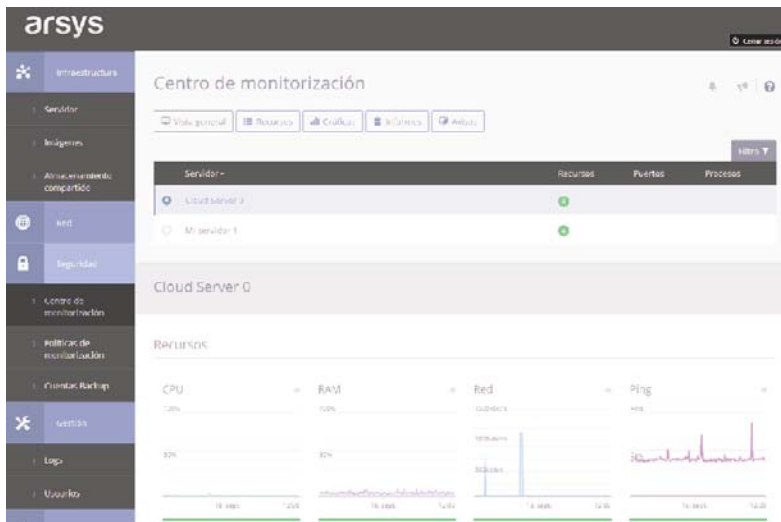 arsys
Cerrar sesión
Infraestructura
Servidor
Imágenes
Almacenamiento
compartido
Red
Seguridad
Centro de
monitorización
Políticas de
monitorización
Cuentas Backup
Gestión
Logs
Usuarios
Centro de monitorización
Vista general
Recursos
Gráficas
Informes
Avisos
Filtro
Servidor
Recursos
Puertos
Procesos
Cloud Server 0
Mi servidor 1
Cloud Server 0
Recursos
CPU
RAM
Red
Ping